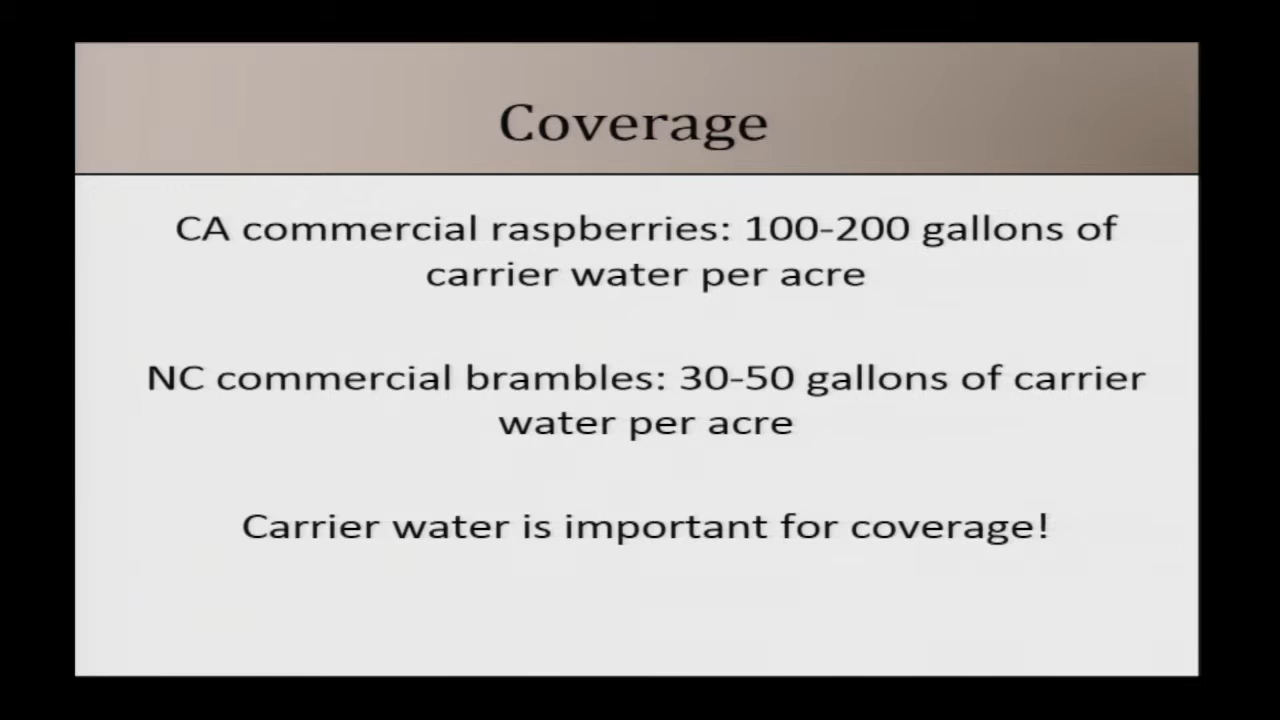 Coverage
CA commercial raspberries: 100-200 gallons of
carrier water per acre
NC commercial brambles: 30-50 gallons of carrier
water per acre
Carrier water is important for coverage!